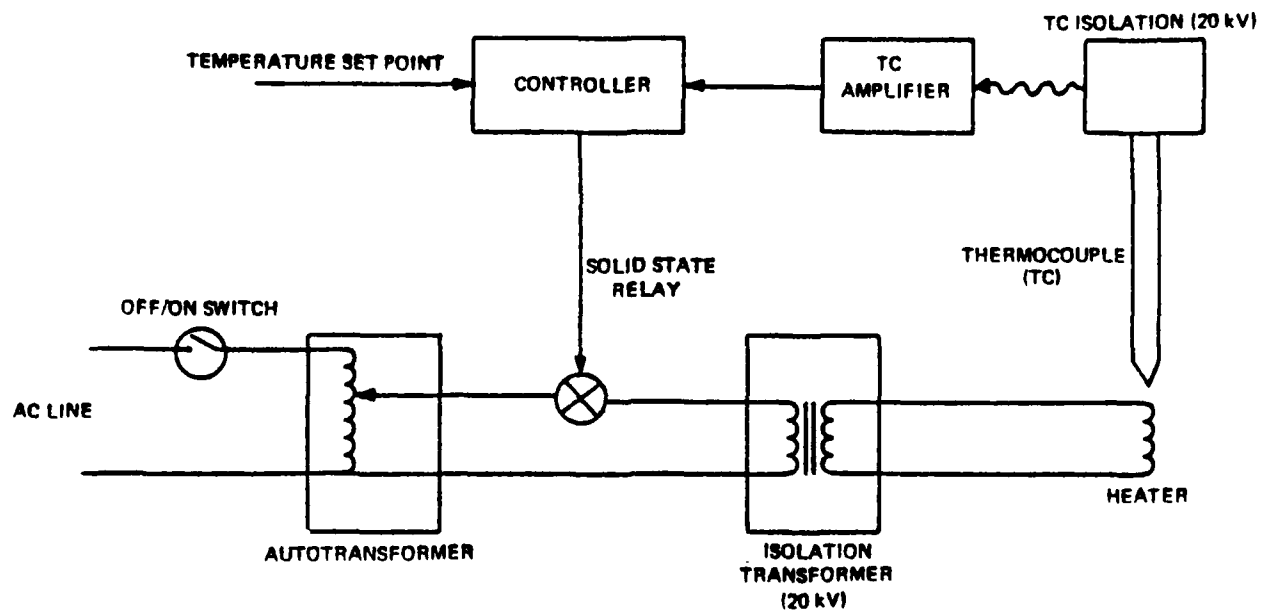 TC ISOLATION (20 kV)
TEMPERATURE SET POINT
CONTROLLER
TC
AMPLIFIER
THERMOCOUPLE
(TC)
SOLID STATE
RELAY
OFF/ON SWITCH
AC LINE
HEATER
AUTOTRANSFORMER
ISOLATION
TRANSFORMER
(20 kV)